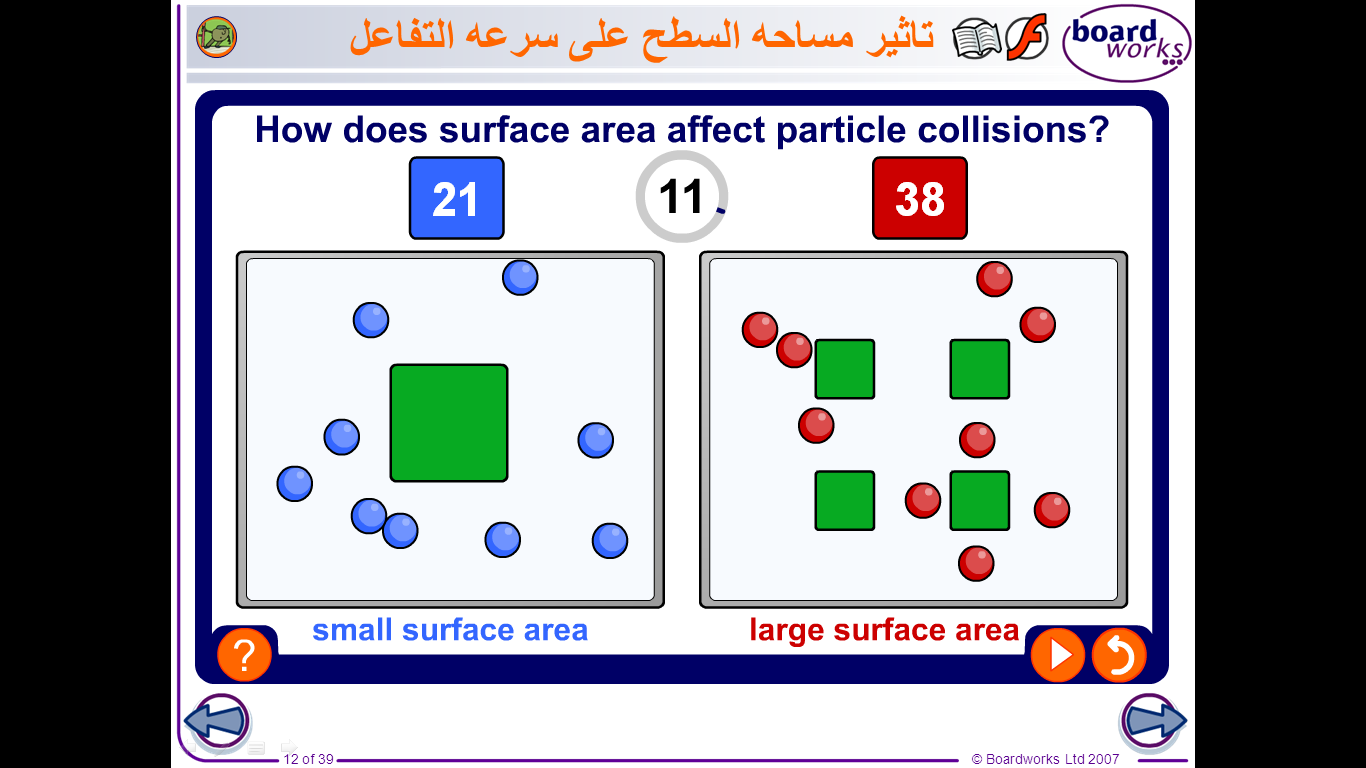 تاثير مساحه السطح على سرعه التفاعل
board
works
How does surface area affect particle collisions?
21
11
38
small surface area
large surface area
?
12 of 39
© Boardworks Ltd 2007